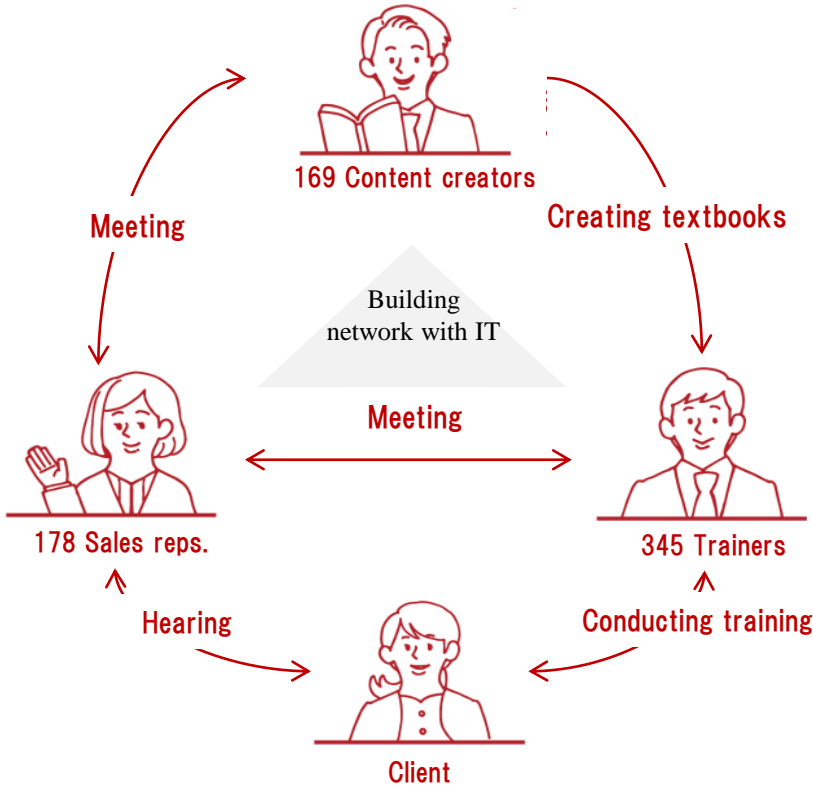 169 Content creators
Meeting
Creating textbooks
Building
network with IT
Meeting
178 Sales reps.
345 Trainers
Hearing
Conducting training
Client